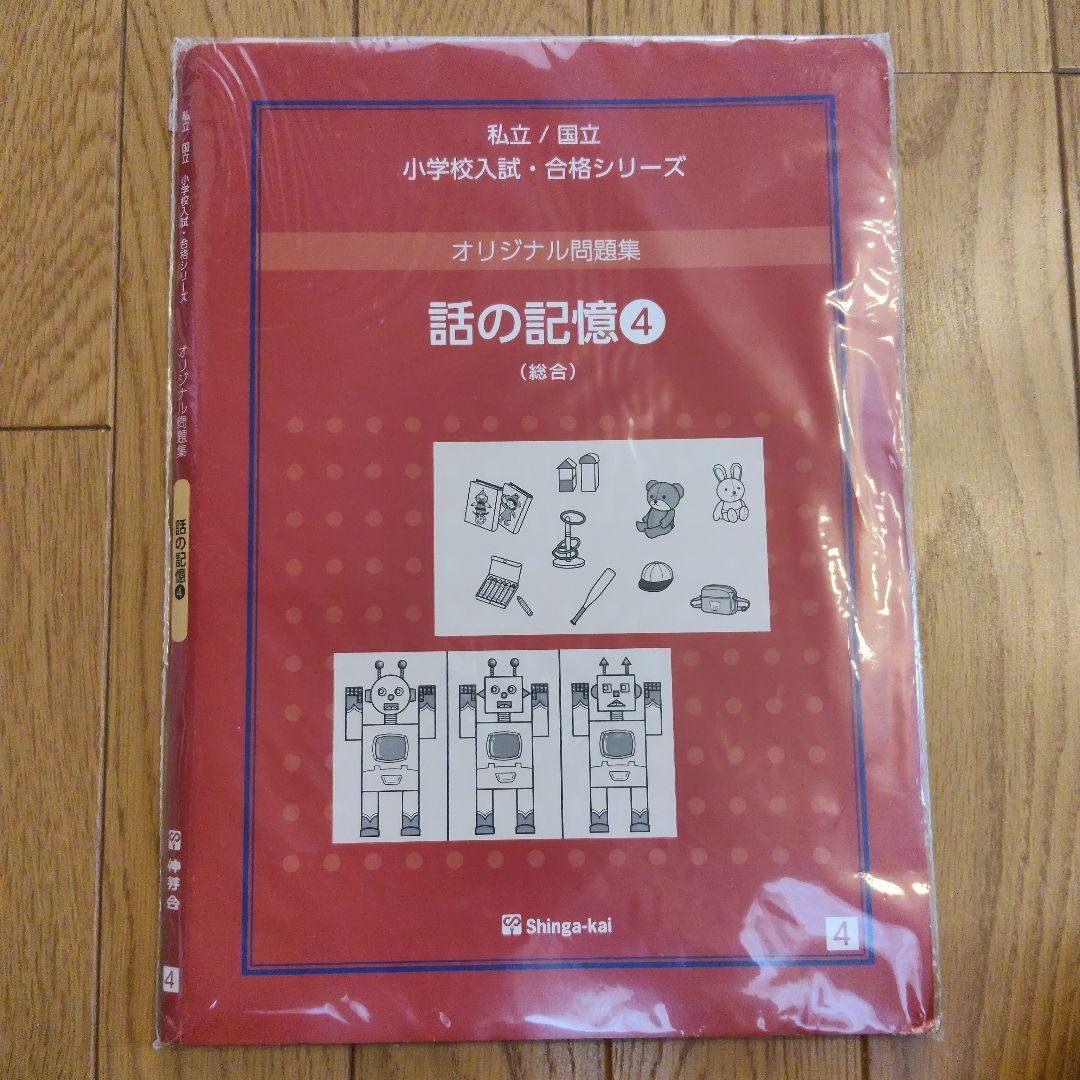 私立 / 国立
小学校入試・合格シリーズ
オリジナル問題集
話の記憶4
（総合）
Shinga-kai
4
私立/国立 小学校入試・合格シリーズ オリジナル問題集 話の記憶4 伸芽会 4